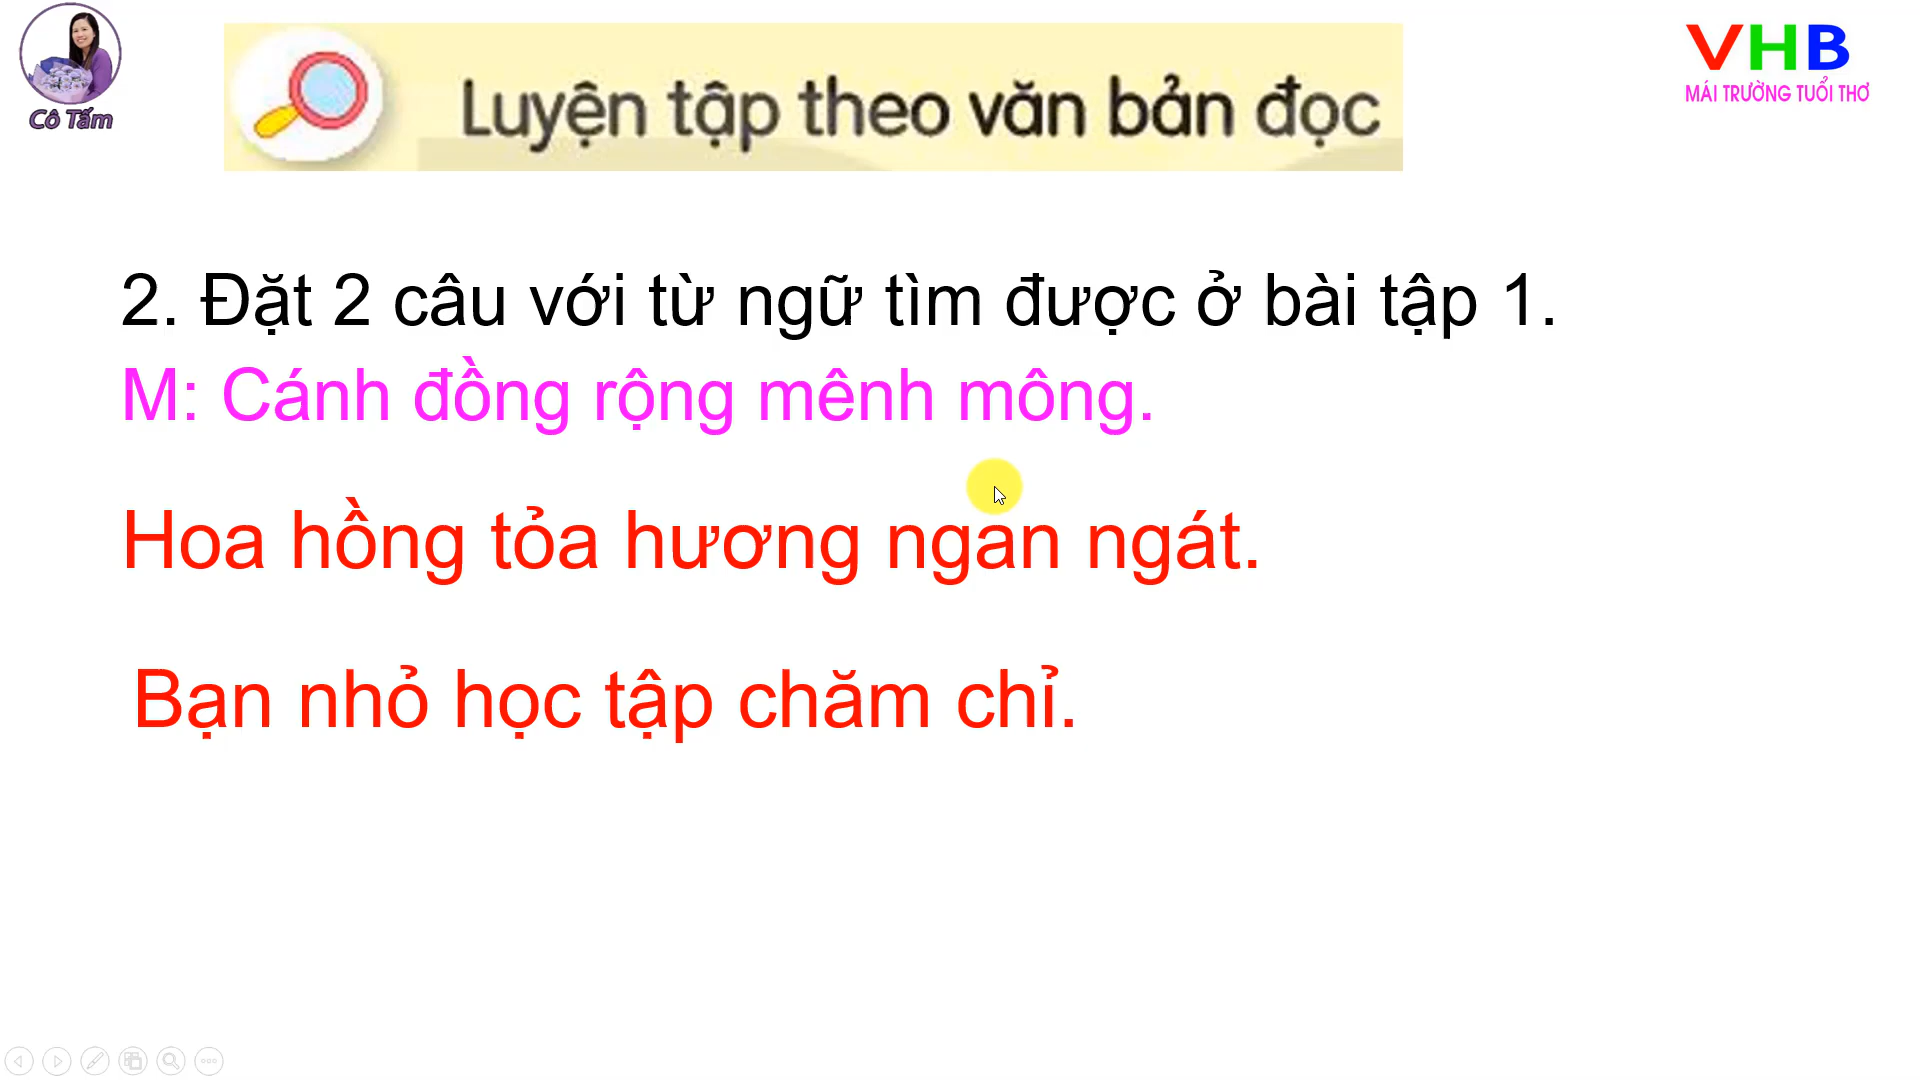 Cô Tấm
VHB
MÁI TRƯỜNG TUỔI THƠ
Luyện tập theo văn bản đọc
2. Đặt 2 câu với từ ngữ tìm được ở bài tập 1.
M: Cánh đồng rộng mênh mông.
Hoa hồng tỏa hương ngan ngát.
Bạn nhỏ học tập chăm chỉ.